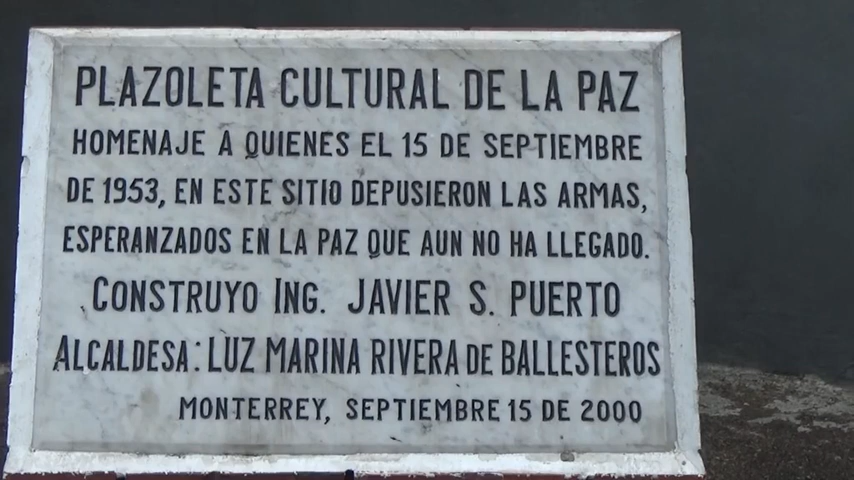 PLAZOLETA CULTURAL DE LA PAZ
HOMENAJE A QUIENES EL 15 DE SEPTIEMBRE
DE 1953, EN ESTE SITIO DEPUSIERON LAS ARMAS,
ESPERANZADOS EN LA PAZ QUE AUN NO HA LLEGADO.
CONSTRUYO ING. JAVIER S. PUERTO
ALCALDESA: LUZ MARINA RIVERA DE BALLESTEROS
MONTERREY, SEPTIEMBRE 15 DE 2000